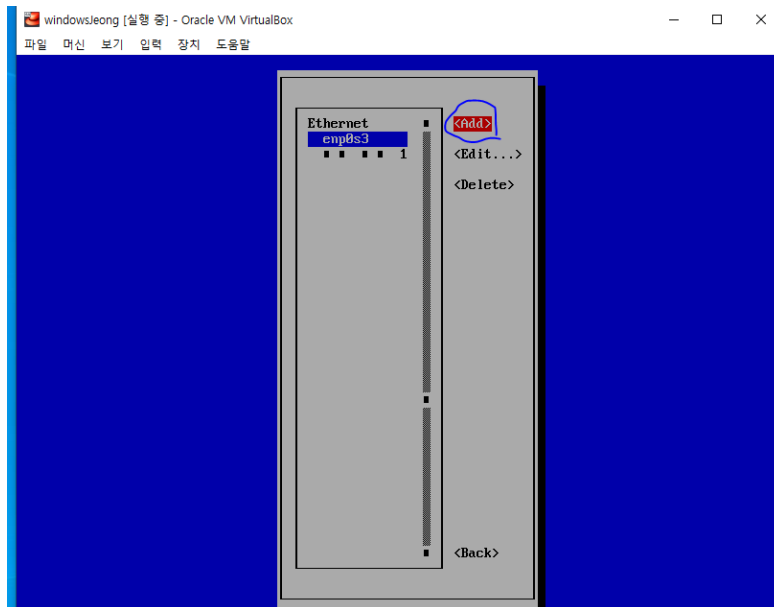 windowsJeong [실행 중] - Oracle VM VirtualBox
파일 머신 보기 입력 장치 도움말
Ethernet
<Add>
enp0s3
1
<Edit...>
<Delete>
<Back>